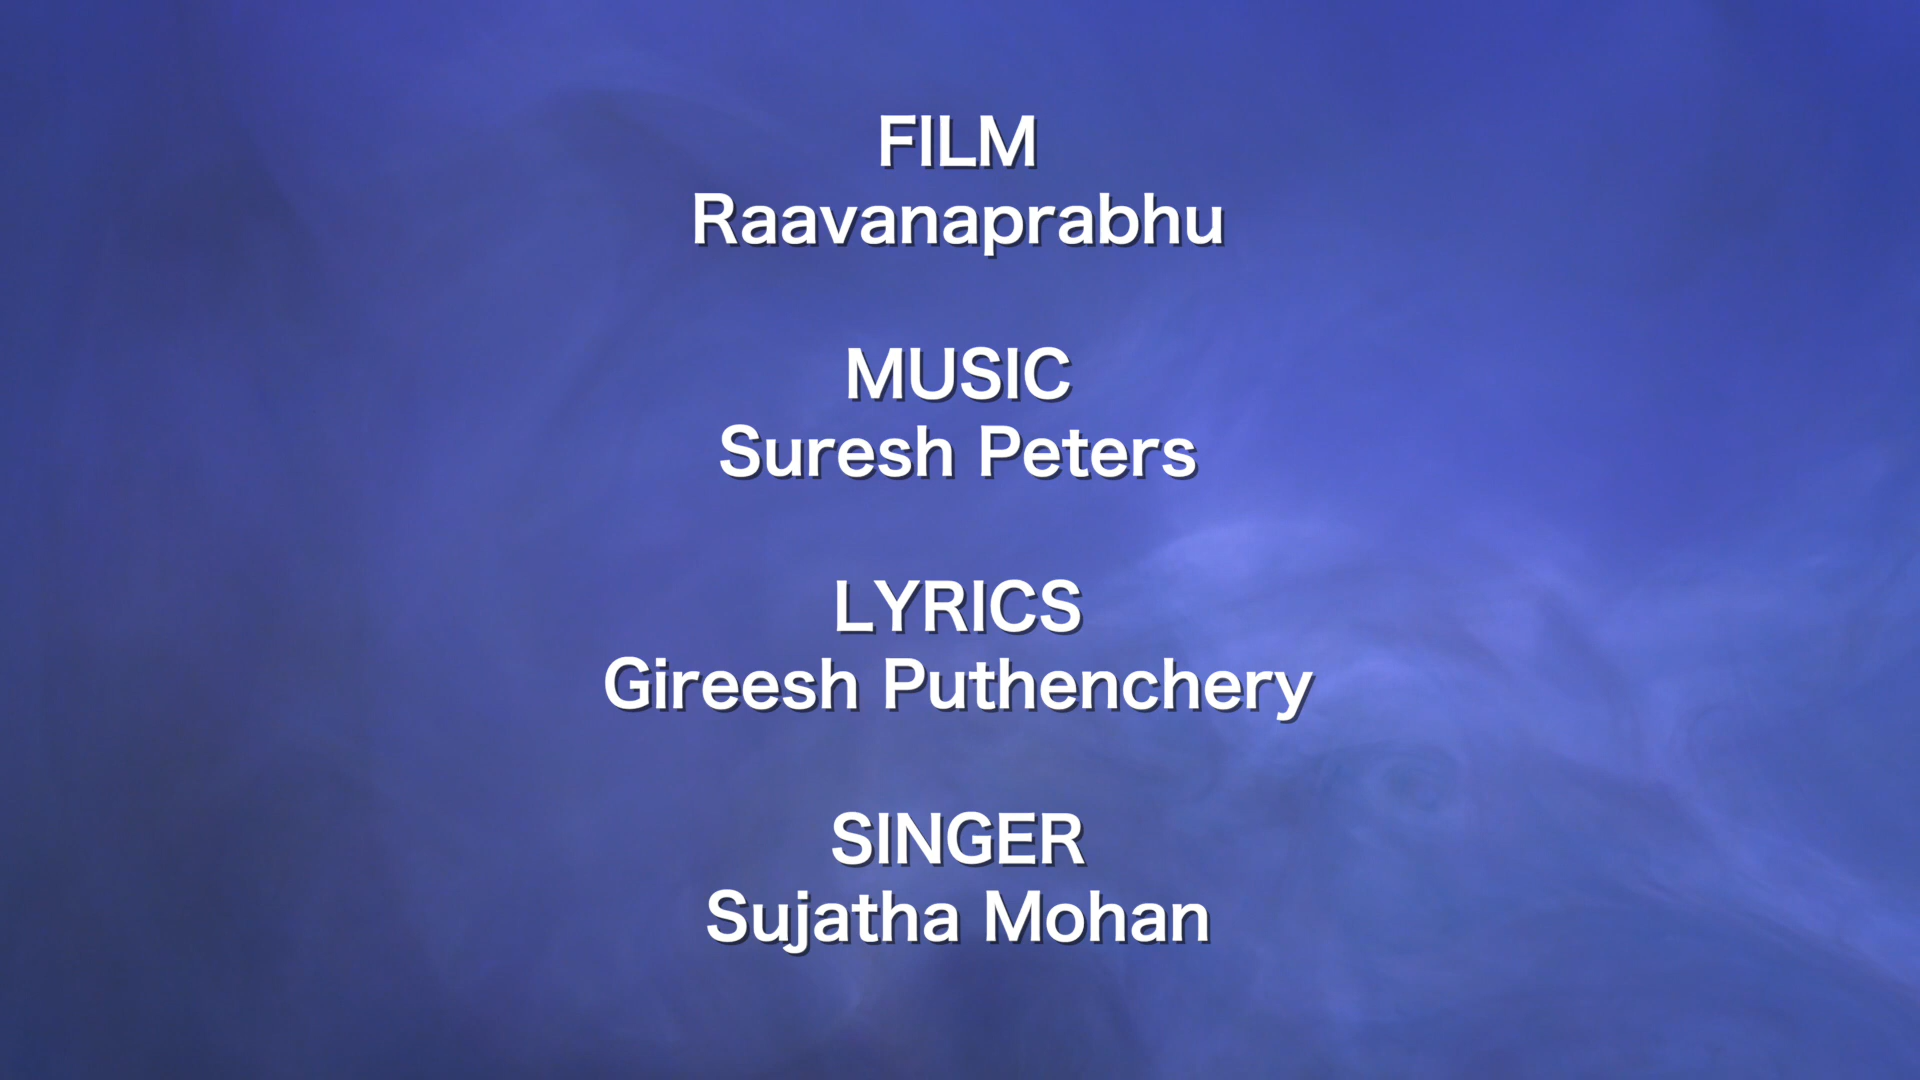 FILM
Raavanaprabhu
MUSIC
Suresh Peters
LYRICS
Gireesh Puthenchery
SINGER
Sujatha Mohan